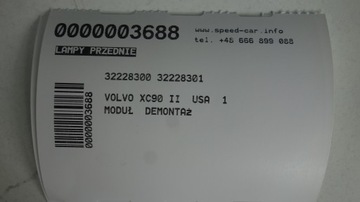 0000003688
www.speed-car.info
tel. +48 666 899 068
LAMPY PRZEDNIE
32228300 32228301
VOLVO XC90 II USA 1
MODUŁ DEMONTAż
0000003688